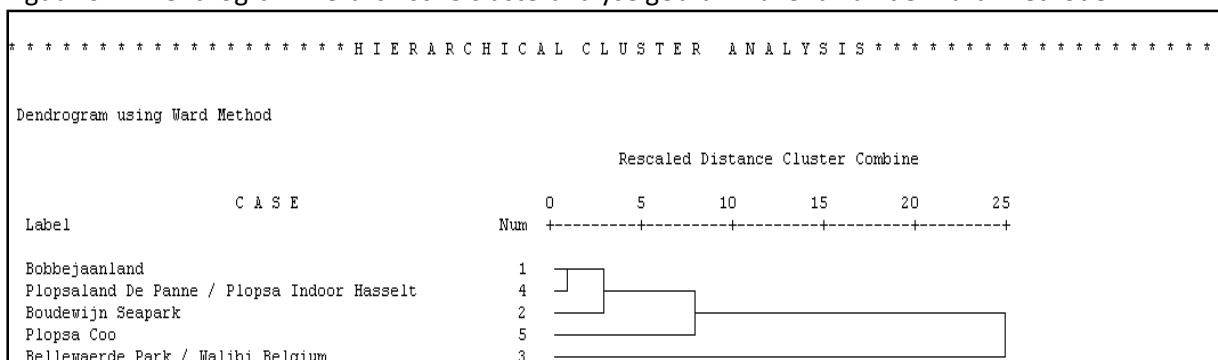 * * * * * * * * * * * * * * * * * * * H I E R A R C H I C A L   C L U S T E R   A N A L Y S I S * * * * * * * * * * * * * * * * * * *
Dendrogram using Ward Method
Rescaled Distance Cluster Combine
C A S E 0 5 10 15 20 25
Label Num +---------+---------+---------+---------+---------+
Bobbejaanland 1
Plopsaland De Panne / Plopsa Indoor Hasselt 4
Boudewijn Seapark 2
Plopsa Coo 5
Bellewaerde Park / Walibi Belgium 3